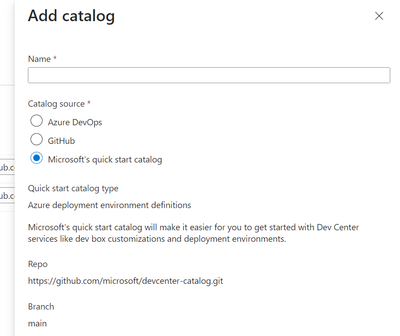 Add catalog
Name *
Catalog source *
Azure DevOps
GitHub
Microsoft's quick start catalog
Quick start catalog type
Azure deployment environment definitions
Microsoft's quick start catalog will make it easier for you to get started with Dev Center
services like dev box customizations and deployment environments.
Repo
https://github.com/microsoft/devcenter-catalog.git
Branch
main